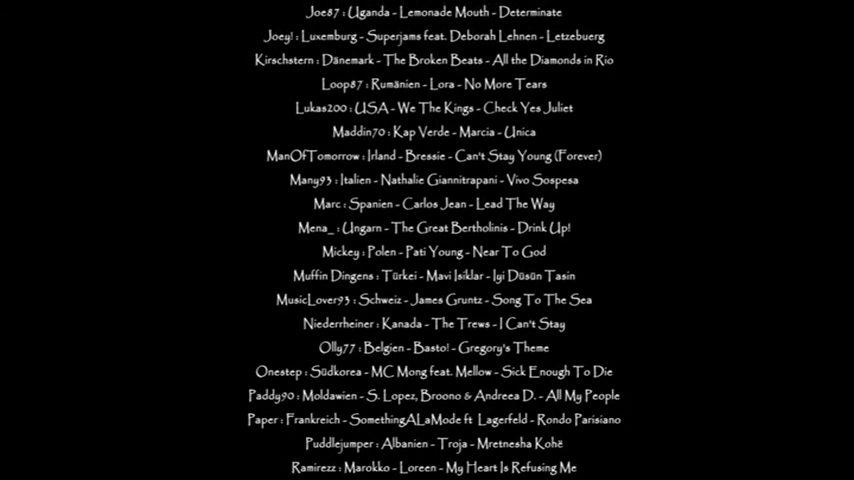 Joe87 : Uganda - Lemonade Mouth - Determinate
Joey! : Luxemburg - Superjams feat. Deborah Lehnen - Letzebuerg
Kirschstern : Dänemark - The Broken Beats - All the Diamonds in Rio
Loop87 : Rumänien - Lora - No More Tears
Lukas200 : USA - We The Kings - Check Yes Juliet
Maddin70 : Kap Verde - Marcia - Unica
ManOfTomorrow : Irland - Bressie - Can't Stay Young (Forever)
Many93 : Italien - Nathalie Giannitrapani - Vivo Sospesa
Marc : Spanien - Carlos Jean - Lead The Way
Mena_ : Ungarn - The Great Bertholinis - Drink Up!
Mickey : Polen - Pati Young - Near To God
Muffin Dingens : Türkei - Mavi Isiklar - Iyi Düsün Tasin
MusicLover93 : Schweiz - James Gruntz - Song To The Sea
Niederrheiner : Kanada - The Trews - I Can't Stay
Olly77 : Belgien - Basto! - Gregory's Theme
Onestep : Südkorea - MC Mong feat. Mellow - Sick Enough To Die
Paddy90 : Moldawien - S. Lopez, Broono & Andreea D. - All My People
Paper : Frankreich - SomethingALaMode ft Lagerfeld - Rondo Parisiano
Puddlejumper : Albanien - Troja - Mretnesha Kohë
Ramirezz : Marokko - Loreen - My Heart Is Refusing Me